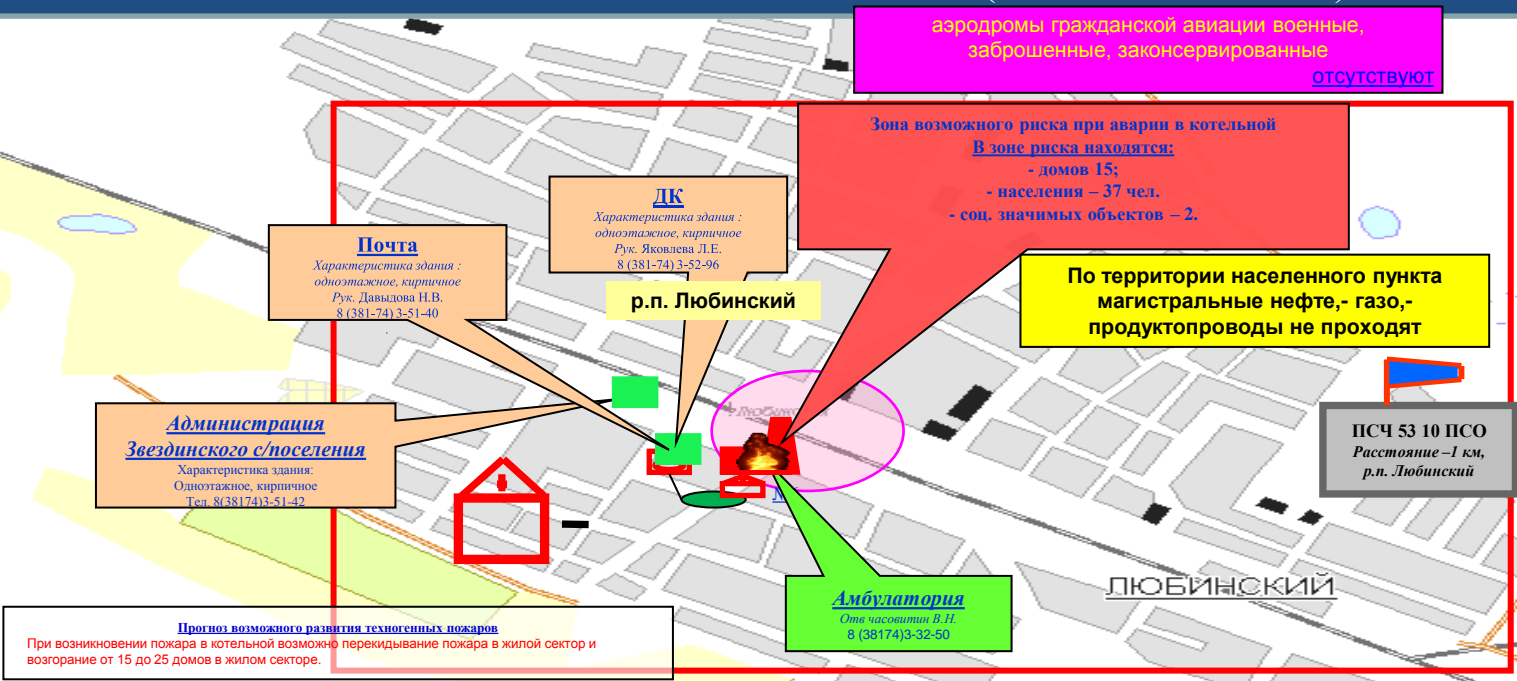 аэродромы гражданской авиации военные,
заброшенные, законсервированные
отсутствуют
Зона возможного риска при аварии в котельной
В зоне риска находятся:
- домов 15;
- населения – 37 чел.
- соц. значимых объектов – 2.
ДК
Характеристика здания :
одноэтажное, кирпичное
Рук. Яковлева Л.Е.
8 (381-74) 3-52-96
Почта
Характеристика здания :
одноэтажное, кирпичное
Рук. Давыдова Н.В.
8 (381-74) 3-51-40
.
р.п. Любинский
По территории населенного пункта
магистральные нефте,- газо,-
продуктопроводы не проходят
Администрация
Звездинского с/поселения
Характеристика здания:
Одноэтажное, кирпичное
Тел. 8(38174)3-51-42
ПСЧ 53 10 ПСО
Расстояние –1 км,
р.п. Любинский
ЛЮБИНСКИЙ
Амбулатория
Отв часовитин В.Н.
8 (38174)3-32-50
Прогноз возможного развития техногенных пожаров
При возникновении пожара в котельной возможно перекидывание пожара в жилой сектор и
возгорание от 15 до 25 домов в жилом секторе.